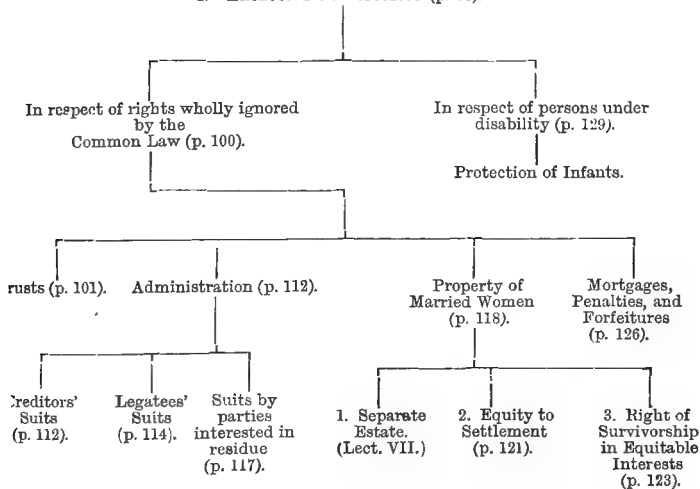 In respect of rights wholly ignored
by the
Common Law (p. 100).
In respect of persons under
disability (p. 129).
Protection of Infants.
rusts (p. 101).
Administration (p. 112).
Property of
Married Women
(p. 118).
Mortgages,
Penalties, and
Forfeitures
(p. 126).
reditors'
Suits
(p. 112).
Legatees'
Suits
(p. 114).
Suits by
parties
interested in
residue
(p. 117).
1. Separate
Estate.
(Lect. VII.)
2. Equity to
Settlement
(p. 121).
3. Right of
Survivorship
in Equitable
Interests
(p. 123).